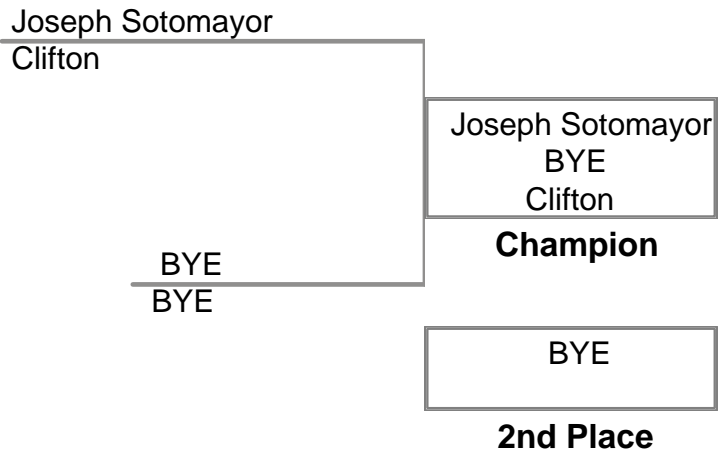 Joseph Sotomayor
Clifton
Joseph Sotomayor
BYE
Clifton
Champion
BYE
BYE
BYE
2nd Place